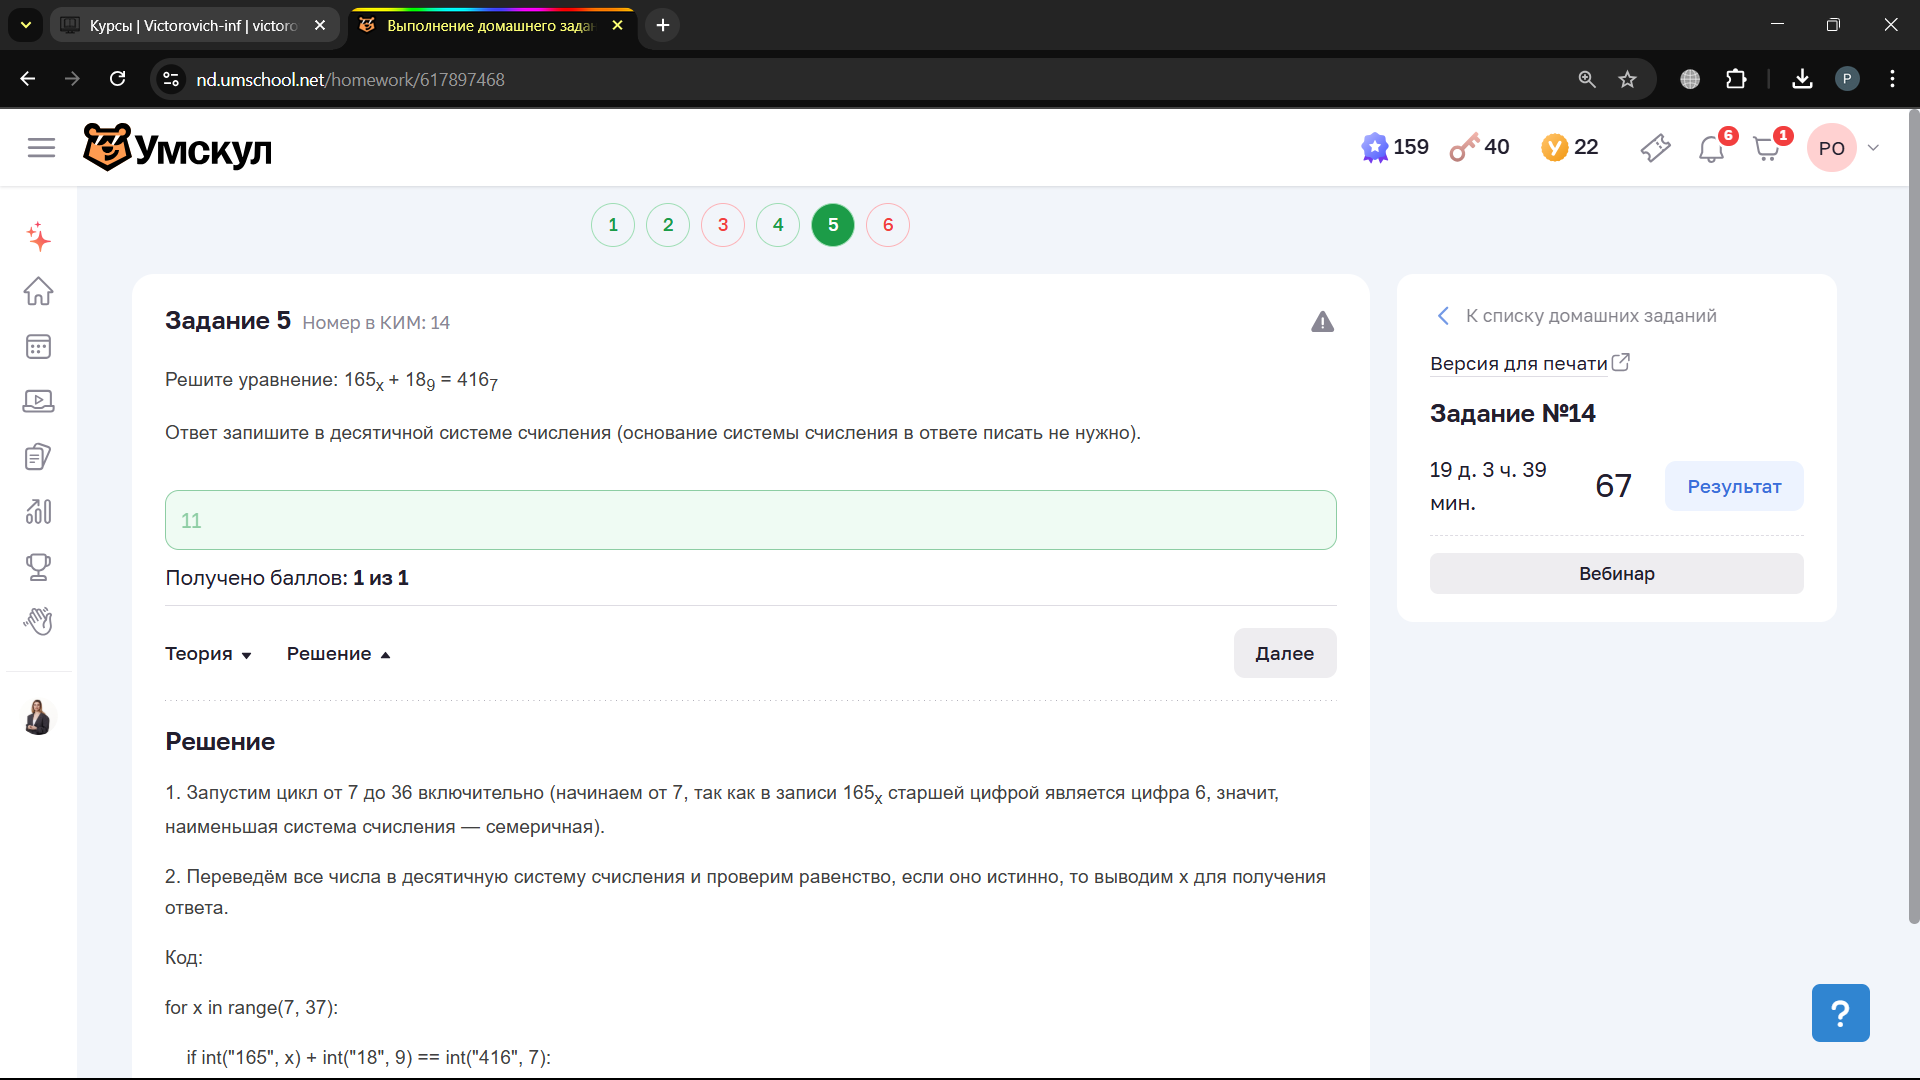 Курсы | Victorovich-inf | victoro
Выполнение домашнего задан
nd.umschool.net/homework/617897468
P
Умскул
159
40
22
6
1
PO
1 2 3 4 5 6
Задание 5 Номер в КИМ: 14
Решите уравнение: 165x + 189 = 4167
Ответ запишите в десятичной системе счисления (основание системы счисления в ответе писать не нужно).
11
Получено баллов: 1 из 1
Теория
Решение
Далее
Решение
1. Запустим цикл от 7 до 36 включительно (начинаем от 7, так как в записи 165x старшей цифрой является цифра 6, значит,
наименьшая система счисления — семеричная).
2. Переведём все числа в десятичную систему счисления и проверим равенство, если оно истинно, то выводим x для получения
ответа.
Код:
for x in range(7, 37):
if int("165", x) + int("18", 9) == int("416", 7):
К списку домашних заданий
Версия для печати
Задание №14
19 д. 3 ч. 39
мин.
67
Результат
Вебинар
?